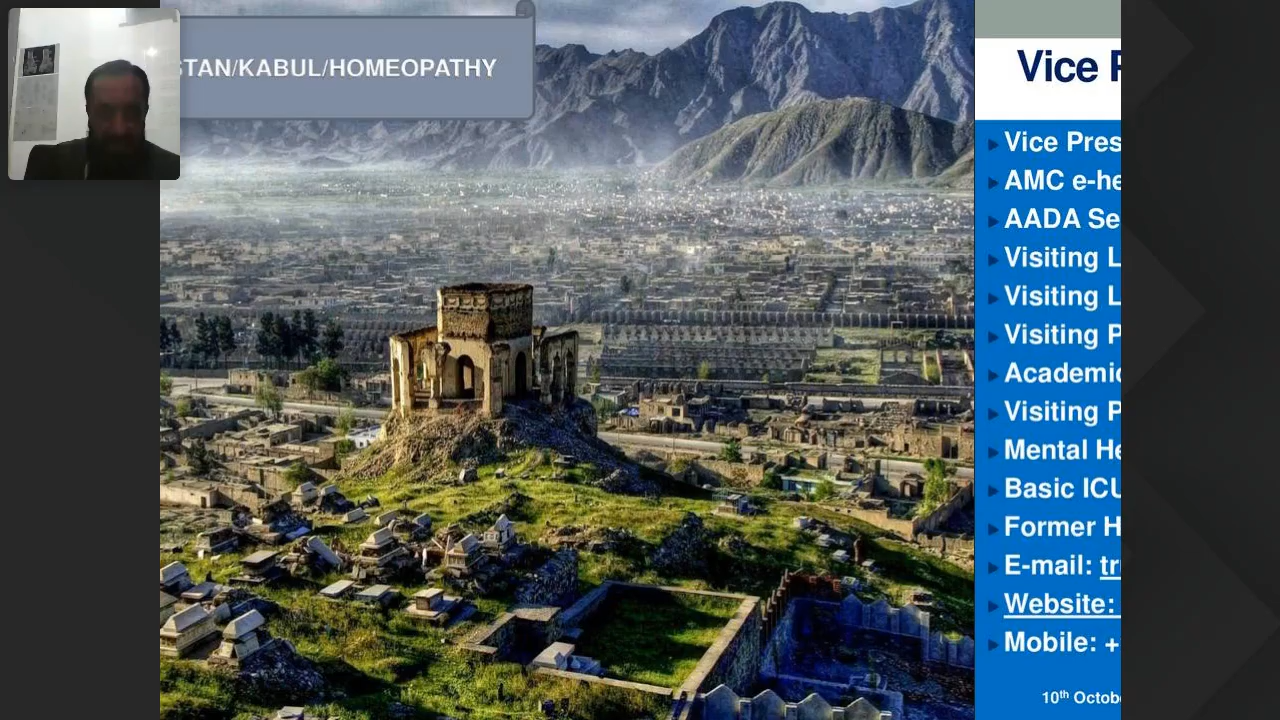 STAN/KABUL/HOMEOPATHY
Vice
Vice Pres
AMC e-he
AADA Se
Visiting L
Visiting L
Visiting P
Academic
Visiting P
Mental He
Basic ICU
Former H
E-mail: tr
Website:
Mobile: +
10th Octobe